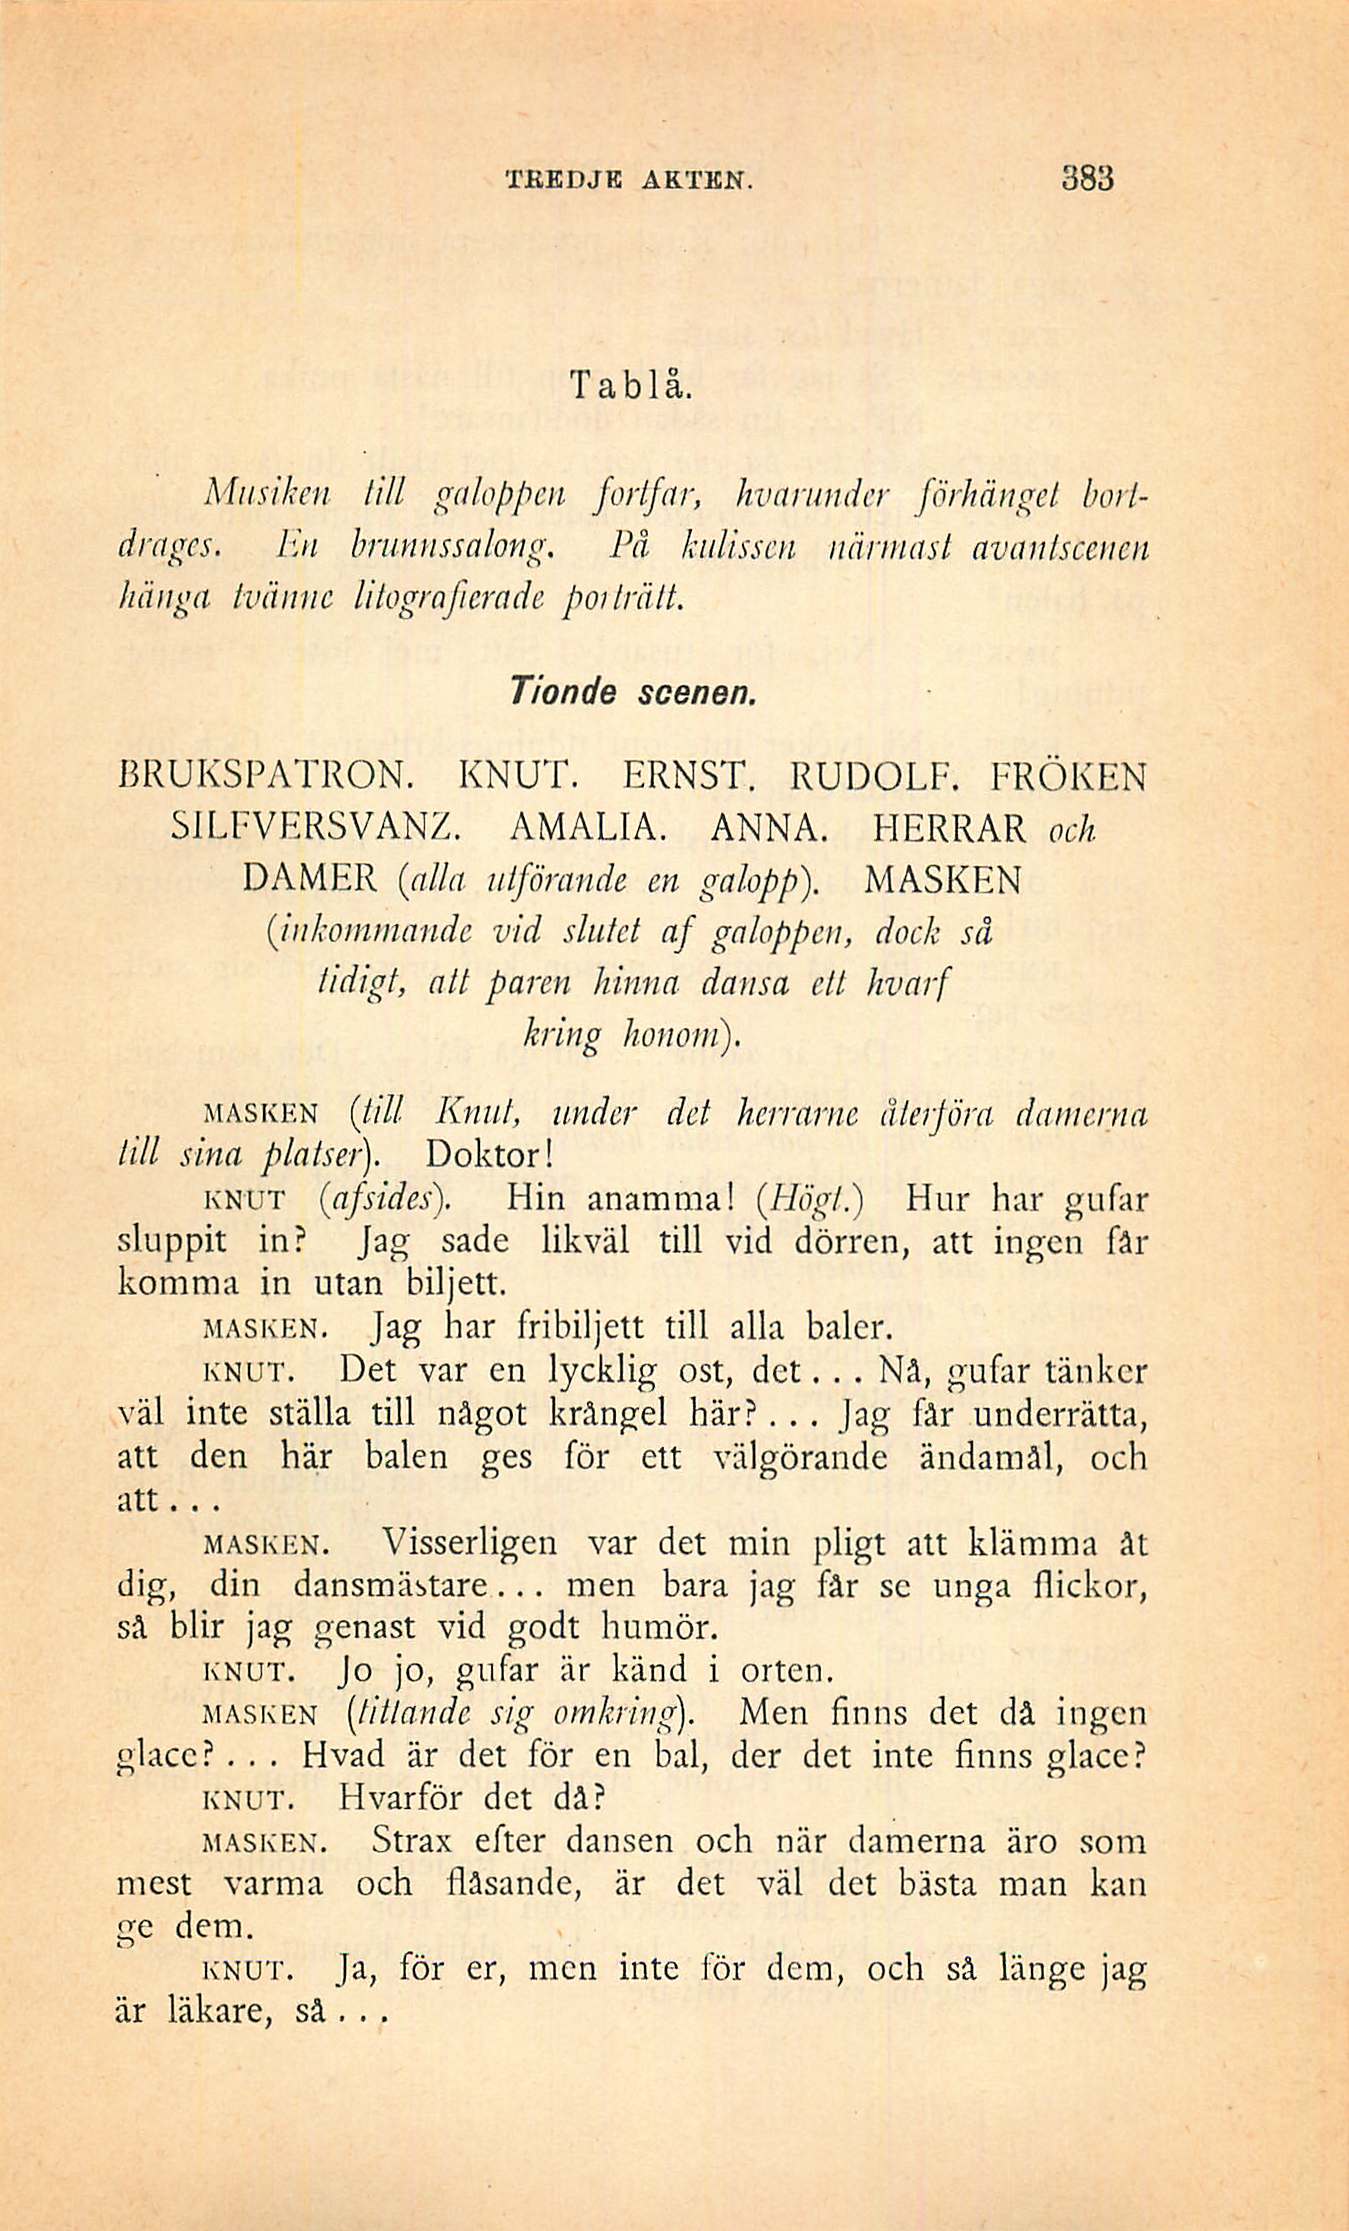 TREDJE AKTEN. 383
Tablå.
Musiken till galoppen fortfar, hvarunder förhänget bort-
drages. En brunnssalong. På kulissen närmast avantscenen
hänga tvänne litografierade porträtt.
Tionde scenen.
BRUKSPATRON. KNUT. ERNST. RUDOLF. FRÖKEN
SILFVERSVANZ. AMALIA. ANNA. HERRAR och
DAMER (alla utförande en galopp). MASKEN
(inkommande vid slutet af galoppen, dock så
tidigt, att paren hinna dansa ett hvarf
kring honom).
MASKEN (till Knut, under det herrarne återföra damerna
till sina platser). Doktor!
KNUT (afsides). Hin anamma! (Högt.) Hur har gufar
sluppit in? Jag sade likväl till vid dörren, att ingen får
komma in utan biljett.
MASKEN. Jag har fribiljett till alla baler.
KNUT. Det var en lycklig ost, det... Nå, gufar tänker
väl inte ställa till något krångel här?... Jag får underrätta,
att den här balen ges för ett välgörande ändamål, och
att...
MASKEN. Visserligen var det min pligt att klämma åt
dig, din dansmästare... men bara jag får se unga flickor,
så blir jag genast vid godt humör.
KNUT. Jo jo, gufar är känd i orten.
MASKEN (tittande sig omkring). Men finns det då ingen
glace?... Hvad är det för en bal, der det inte finns glace?
KNUT. Hvarför det då?
MASKEN. Strax efter dansen och när damerna äro som
mest varma och flåsande, är det väl det bästa man kan
ge dem.
KNUT. Ja, för er, men inte för dem, och så länge jag
är läkare, så...